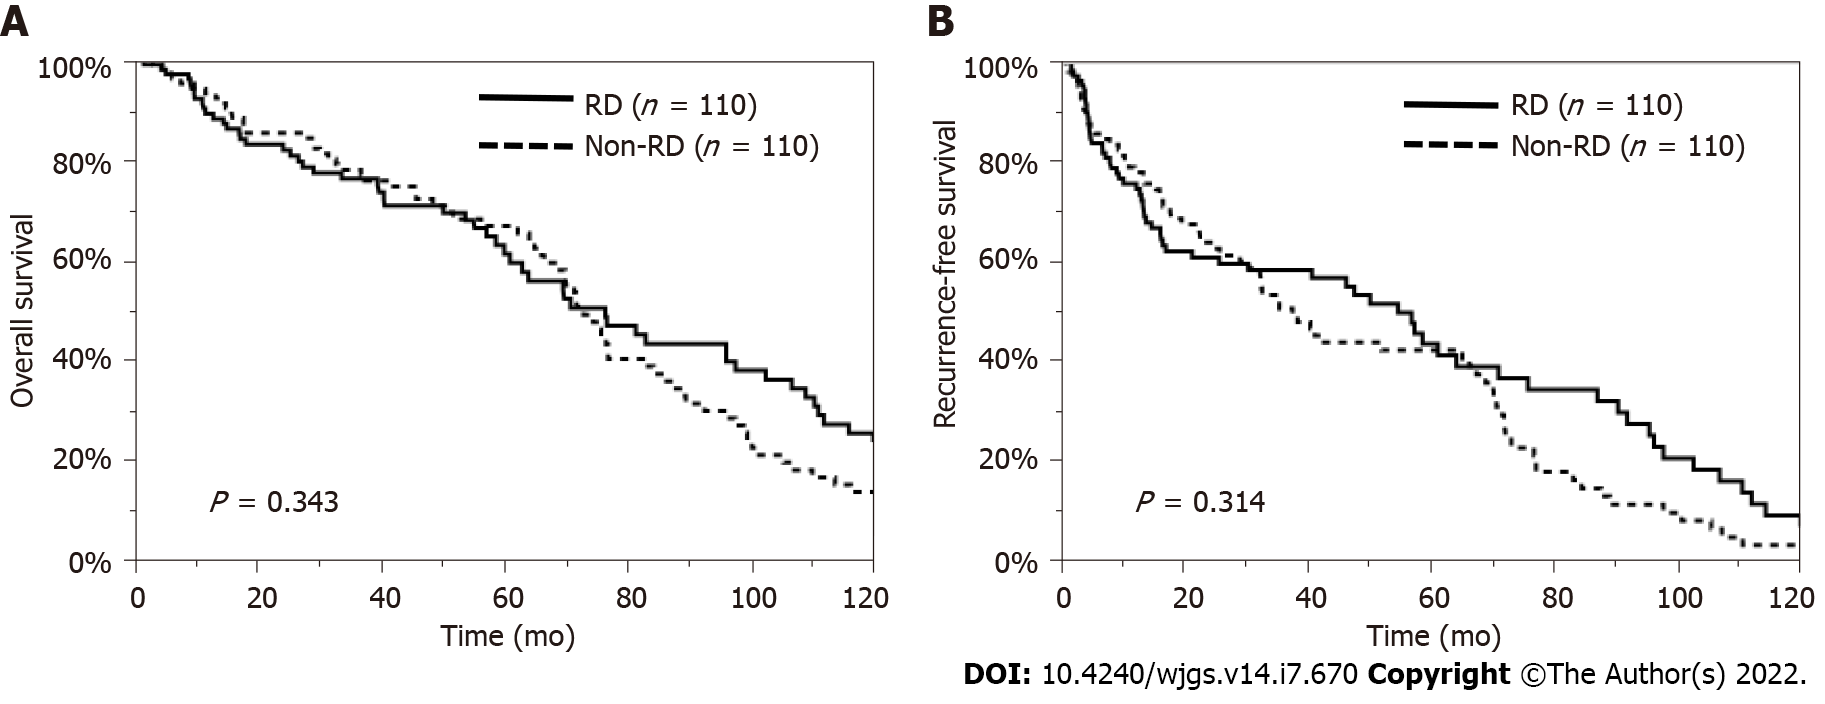 A
Overall survival
100%
80%
60%
40%
20%
0%
RD (n = 110)
Non-RD (n = 110)
P = 0.343
0 20 40 60 80 100 120
Time (mo)
B
Recurrence-free survival
100%
80%
60%
40%
20%
0%
RD (n = 110)
Non-RD (n = 110)
P = 0.314
0 20 40 60 80 100 120
Time (mo)
DOI: 10.4240/wjgs.v14.i7.670 Copyright ©The Author(s) 2022.